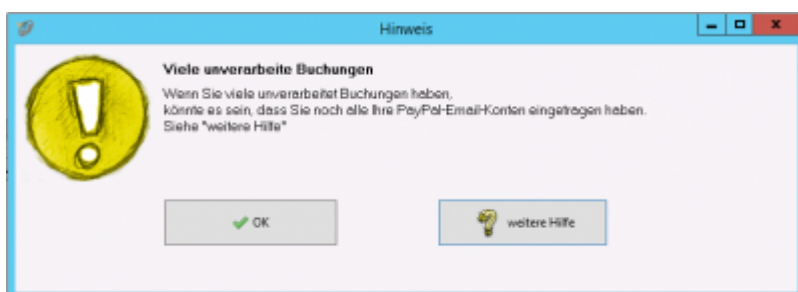 Hinweis
Viele unverarbeite Buchungen
Wenn Sie viele unverarbeitet Buchungen haben,
könnte es sein, dass Sie noch alle Ihre PayPal-Email-Konten eingetragen haben.
Siehe "weitere Hilfe"
OK
weitere Hilfe